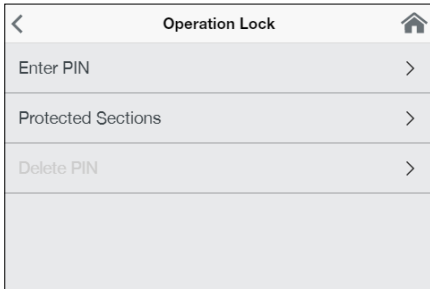 Operation Lock
Enter PIN
Protected Sections
Delete PIN